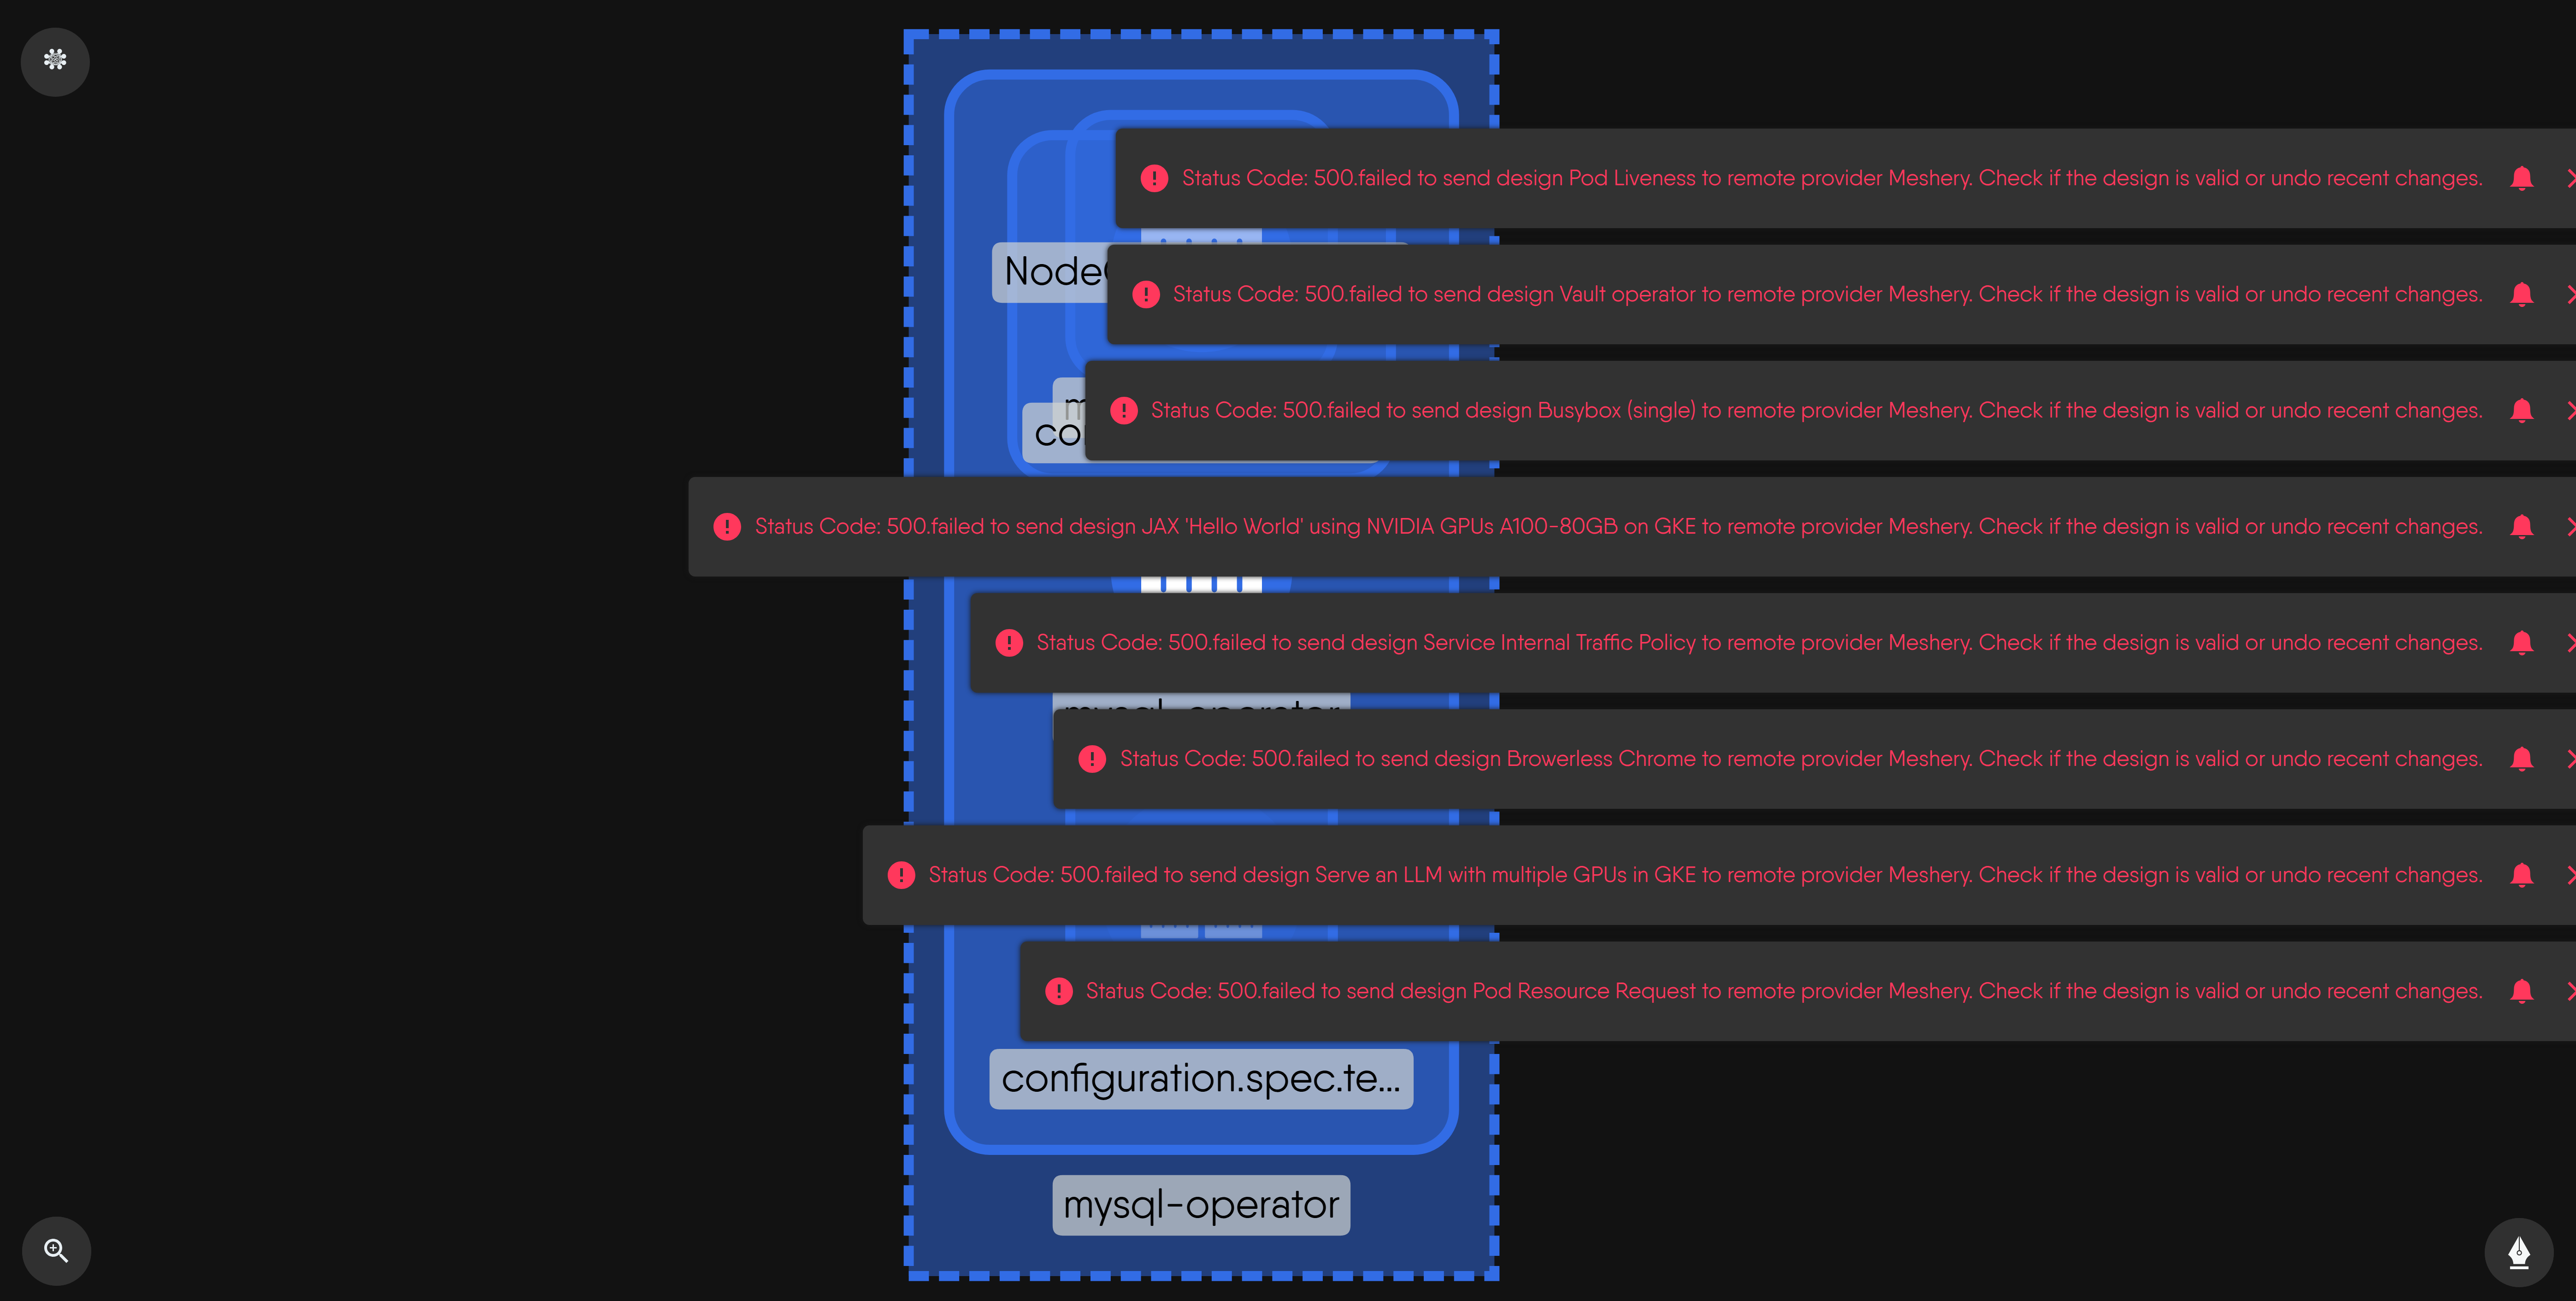 Status Code: 500.failed to send design Pod Liveness to remote provider Meshery. Check if the design is valid or undo recent changes.
Status Code: 500.failed to send design Vault operator to remote provider Meshery. Check if the design is valid or undo recent changes.
Status Code: 500.failed to send design Busybox (single) to remote provider Meshery. Check if the design is valid or undo recent changes.
Status Code: 500.failed to send design JAX 'Hello World' using NVIDIA GPUs A100-80GB on GKE to remote provider Meshery. Check if the design is valid or undo recent changes.
Status Code: 500.failed to send design Service Internal Traffic Policy to remote provider Meshery. Check if the design is valid or undo recent changes.
mysql-operator
Status Code: 500.failed to send design Browerless Chrome to remote provider Meshery. Check if the design is valid or undo recent changes.
Status Code: 500.failed to send design Serve an LLM with multiple GPUs in GKE to remote provider Meshery. Check if the design is valid or undo recent changes.
Status Code: 500.failed to send design Pod Resource Request to remote provider Meshery. Check if the design is valid or undo recent changes.
configuration.spec.te...
mysql-operator